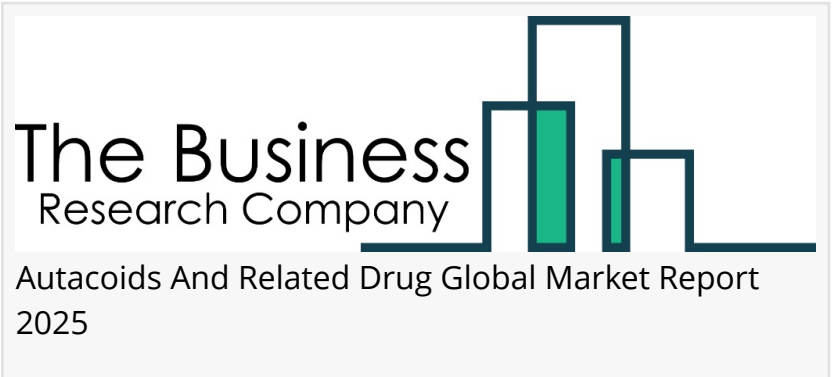 The Business
Research Company
Autacoids And Related Drug Global Market Report
2025